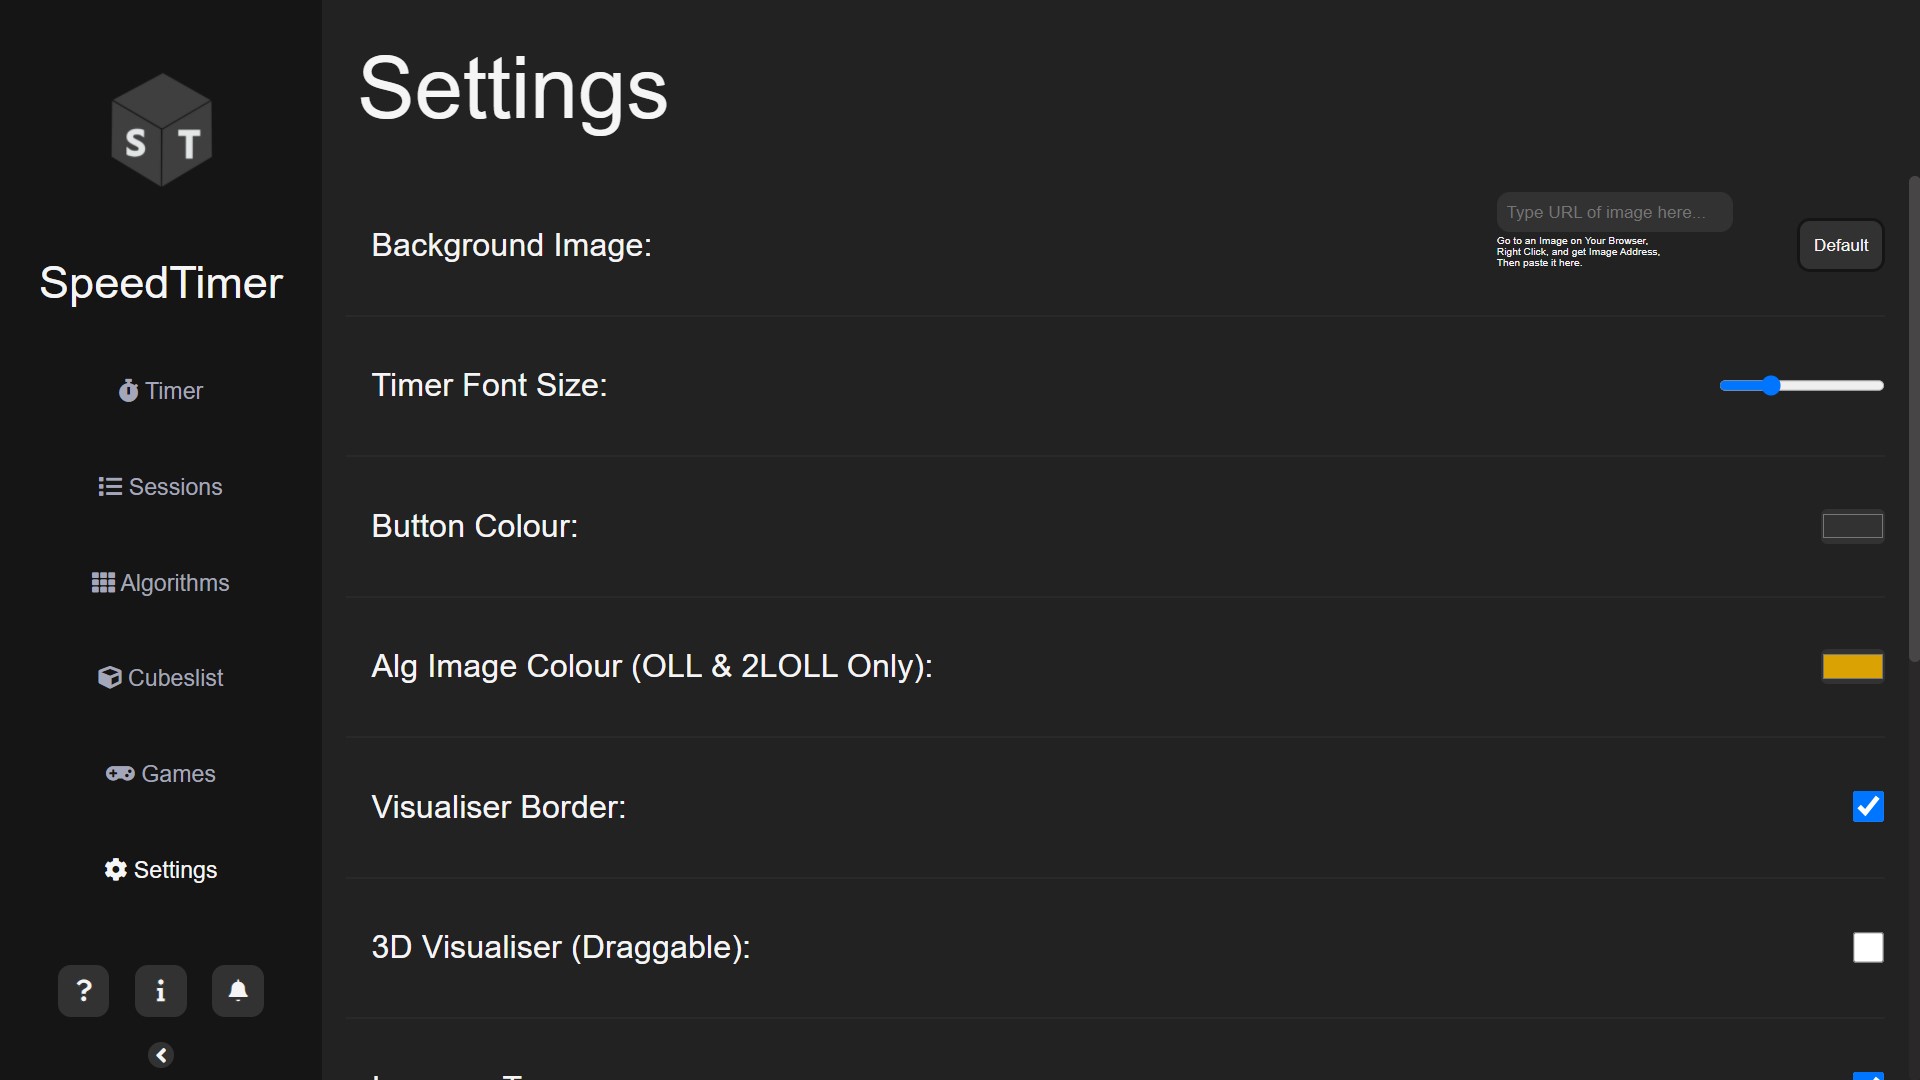 S T
SpeedTimer
Timer
Sessions
Algorithms
Cubeslist
Games
Settings
?
i
Settings
Background Image:
Type URL of image here...
Go to an Image on Your Browser,
Right Click, and get Image Address,
Then paste it here.
Default
Timer Font Size:
Button Colour:
Alg Image Colour (OLL & 2LOLL Only):
Visualiser Border:
3D Visualiser (Draggable):